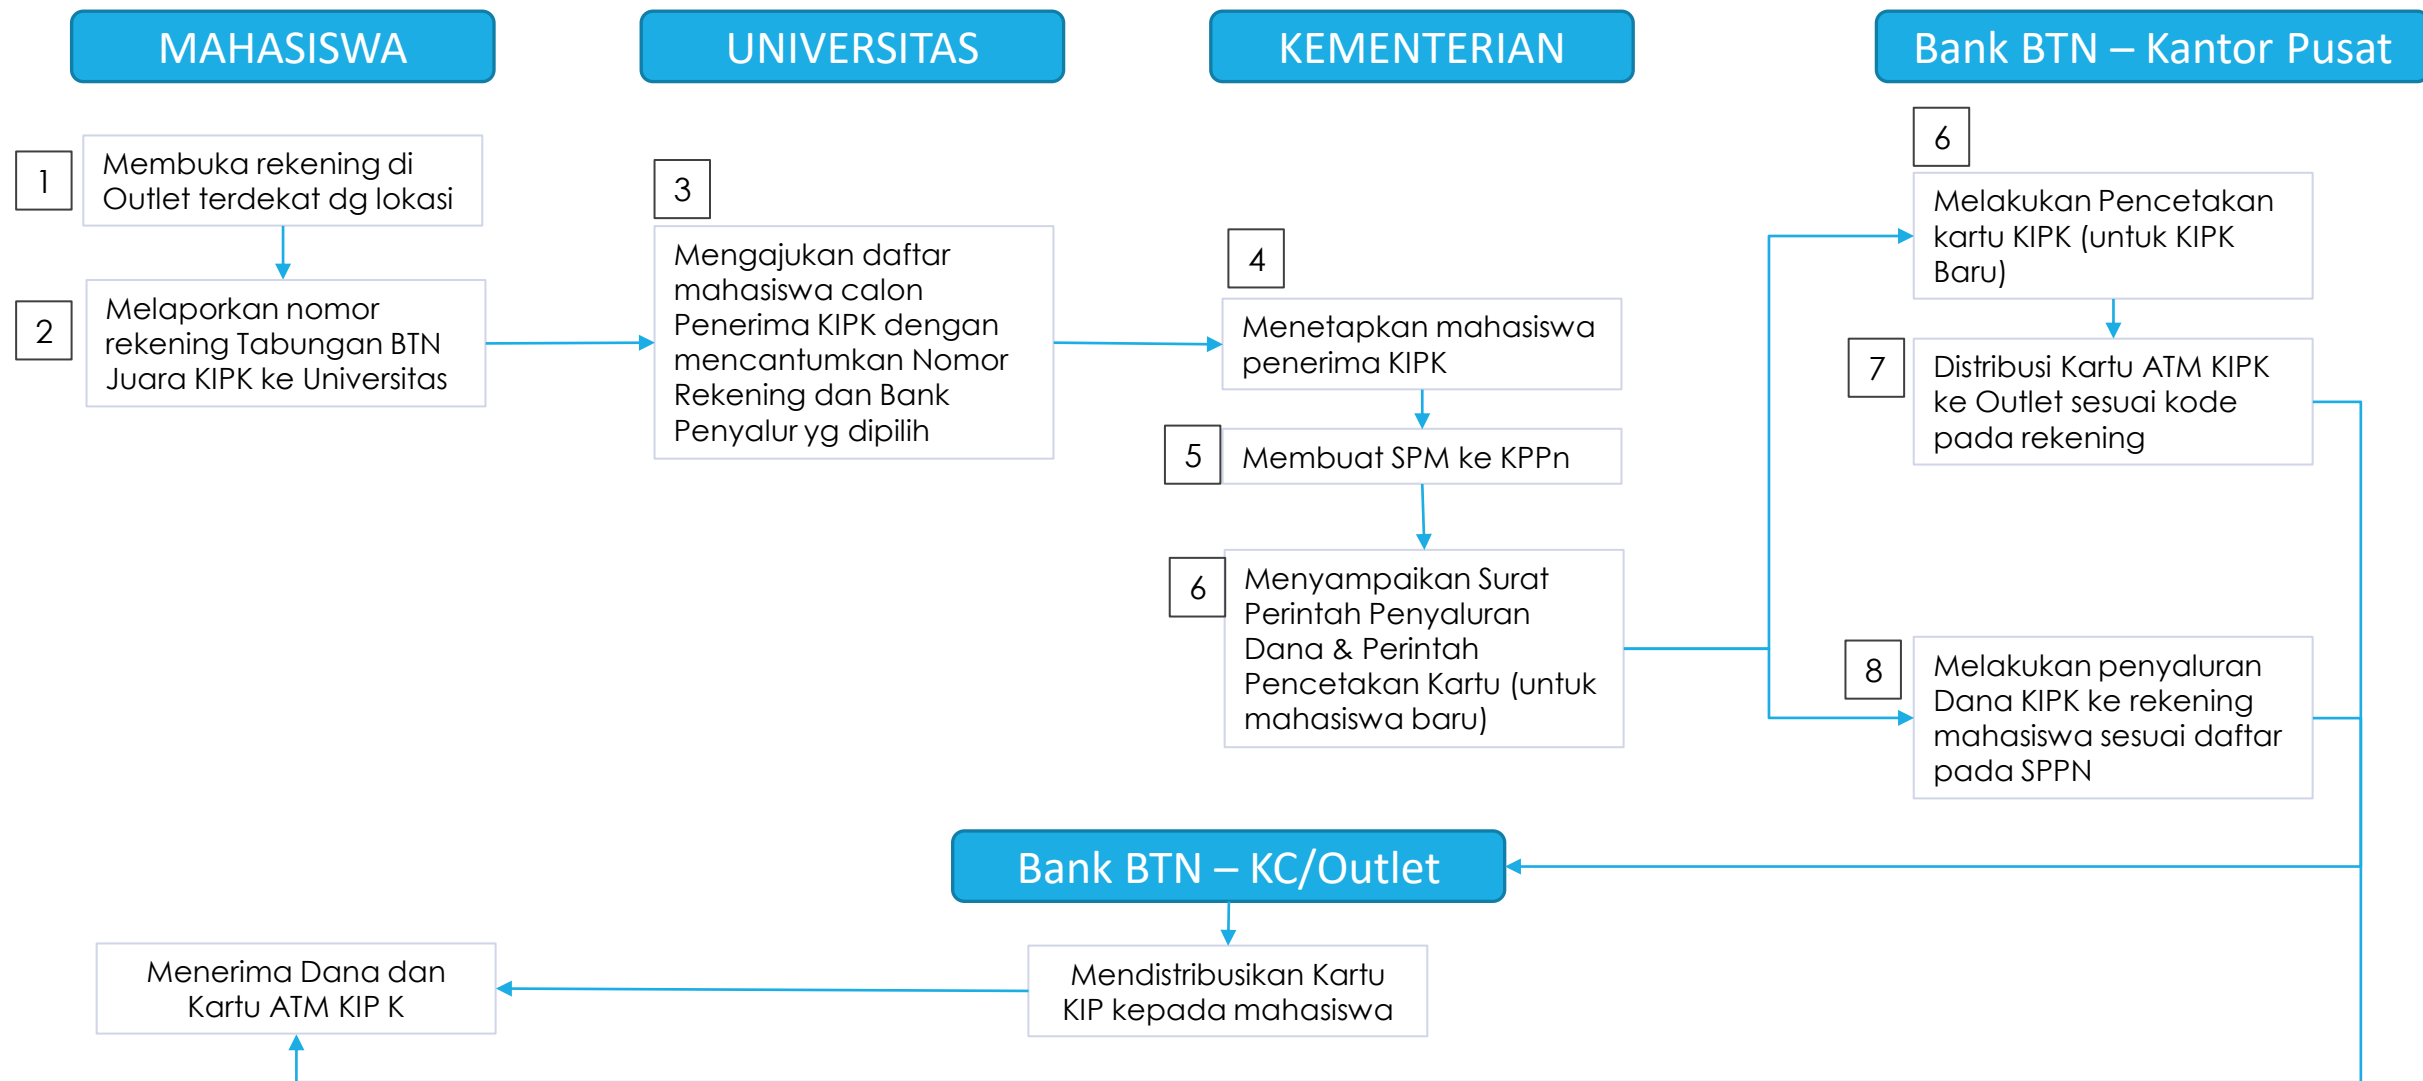 MAHASISWA
UNIVERSITAS
KEMENTERIAN
Bank BTN – Kantor Pusat
1
Membuka rekening di
Outlet terdekat dg lokasi
2
Melaporkan nomor
rekening Tabungan BTN
Juara KIPK ke Universitas
3
Mengajukan daftar
mahasiswa calon
Penerima KIPK dengan
mencantumkan Nomor
Rekening dan Bank
Penyalur yg dipilih
4
Menetapkan mahasiswa
penerima KIPK
5
Membuat SPM ke KPPn
6
Menyampaikan Surat
Perintah Penyaluran
Dana & Perintah
Pencetakan Kartu (untuk
mahasiswa baru)
6
Melakukan Pencetakan
kartu KIPK (untuk KIPK
Baru)
7
Distribusi Kartu ATM KIPK
ke Outlet sesuai kode
pada rekening
8
Melakukan penyaluran
Dana KIPK ke rekening
mahasiswa sesuai daftar
pada SPPN
Bank BTN – KC/Outlet
Mendistribusikan Kartu
KIP kepada mahasiswa
Menerima Dana dan
Kartu ATM KIP K